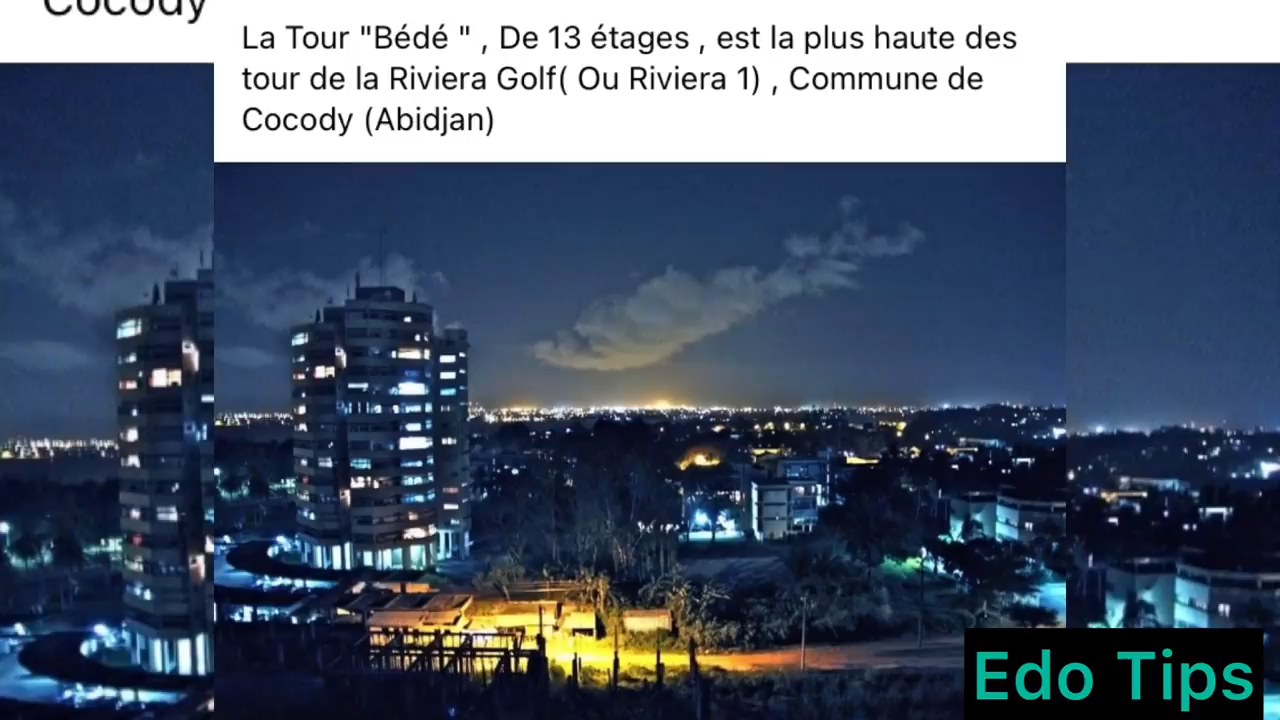 Cocody
La Tour "Bédé " , De 13 étages , est la plus haute des
tour de la Riviera Golf( Ou Riviera 1) , Commune de
Cocody (Abidjan)
Edo Tips